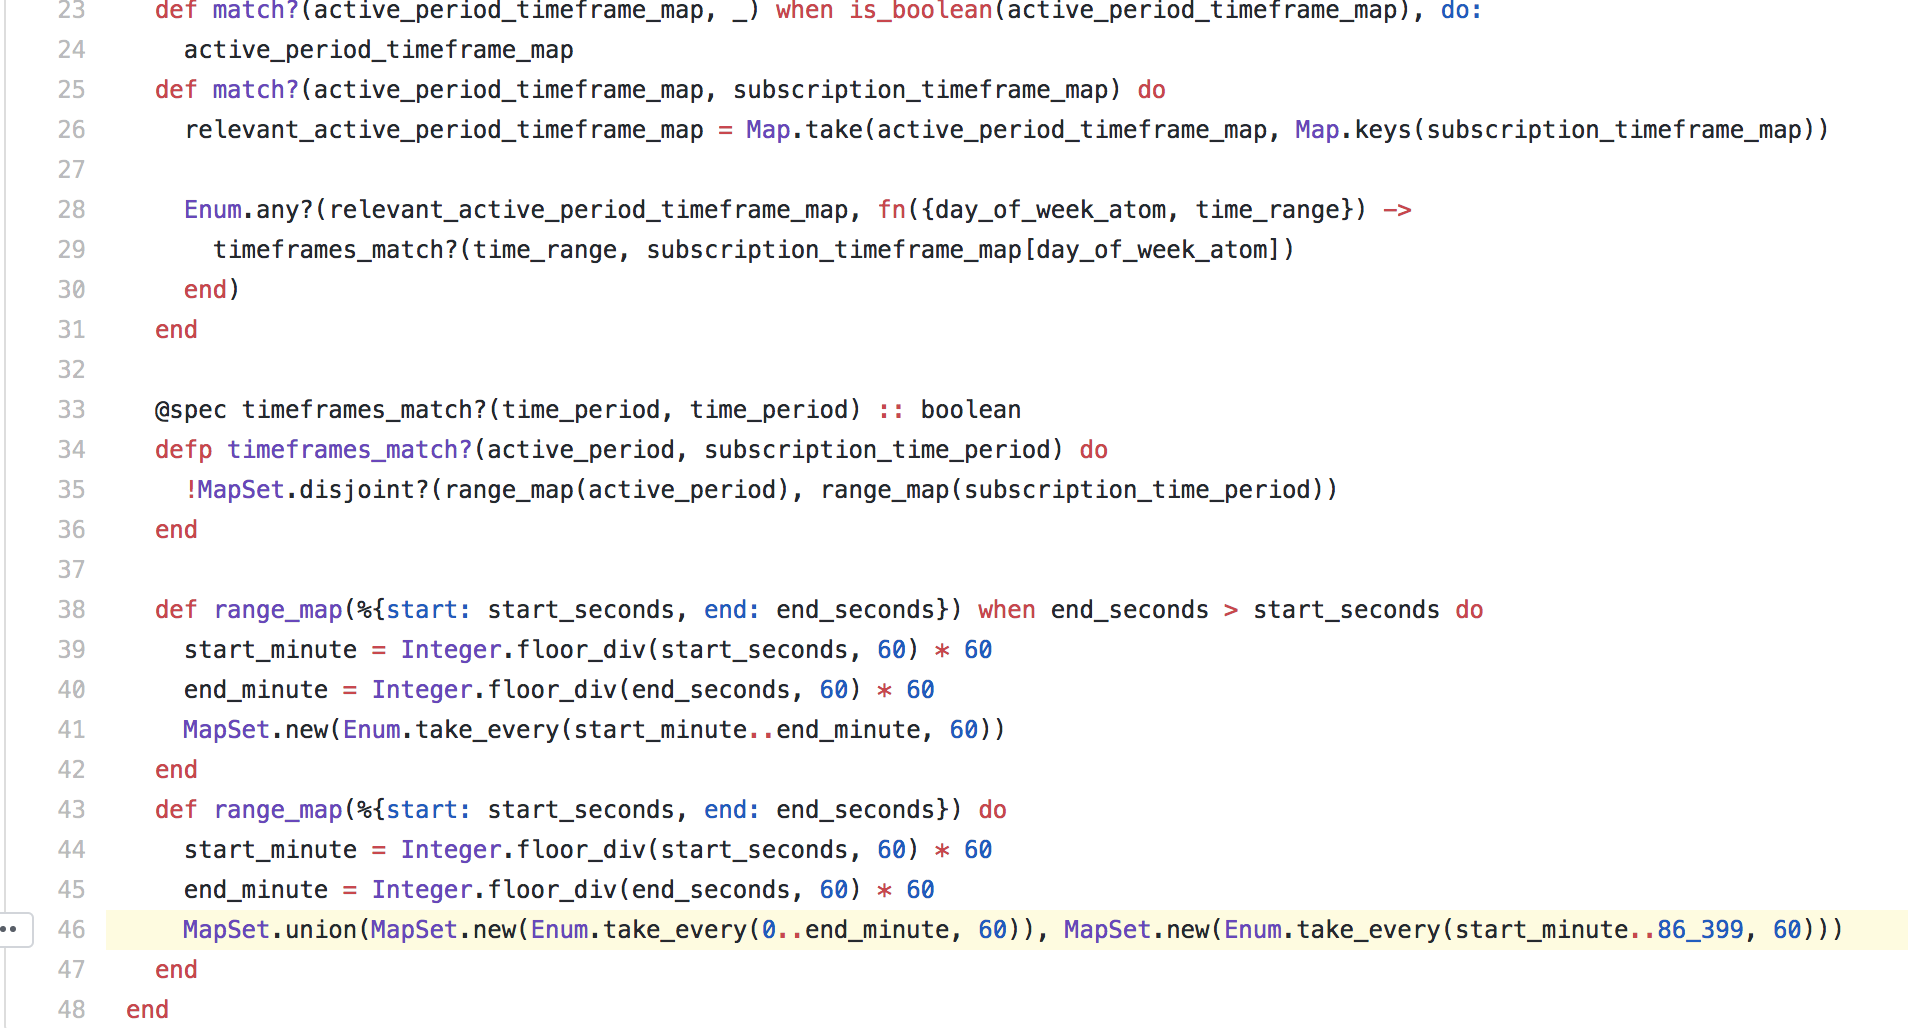 23 def match?(active_period_timeframe_map, _) when is_boolean(active_period_timeframe_map), do:
24 active_period_timeframe_map
25 def match?(active_period_timeframe_map, subscription_timeframe_map) do
26 relevant_active_period_timeframe_map = Map.take(active_period_timeframe_map, Map.keys(subscription_timeframe_map))
27
28 Enum.any?(relevant_active_period_timeframe_map, fn({day_of_week_atom, time_range}) ->
29 timeframes_match?(time_range, subscription_timeframe_map[day_of_week_atom])
30 end)
31 end
32
33 @spec timeframes_match?(time_period, time_period) :: boolean
34 defp timeframes_match?(active_period, subscription_time_period) do
35 !MapSet.disjoint?(range_map(active_period), range_map(subscription_time_period))
36 end
37
38 def range_map(%{start: start_seconds, end: end_seconds}) when end_seconds > start_seconds do
39 start_minute = Integer.floor_div(start_seconds, 60) * 60
40 end_minute = Integer.floor_div(end_seconds, 60) * 60
41 MapSet.new(Enum.take_every(start_minute..end_minute, 60))
42 end
43 def range_map(%{start: start_seconds, end: end_seconds}) do
44 start_minute = Integer.floor_div(start_seconds, 60) * 60
45 end_minute = Integer.floor_div(end_seconds, 60) * 60
46 MapSet.union(MapSet.new(Enum.take_every(0..end_minute, 60)), MapSet.new(Enum.take_every(start_minute..86_399, 60)))
47 end
48 end